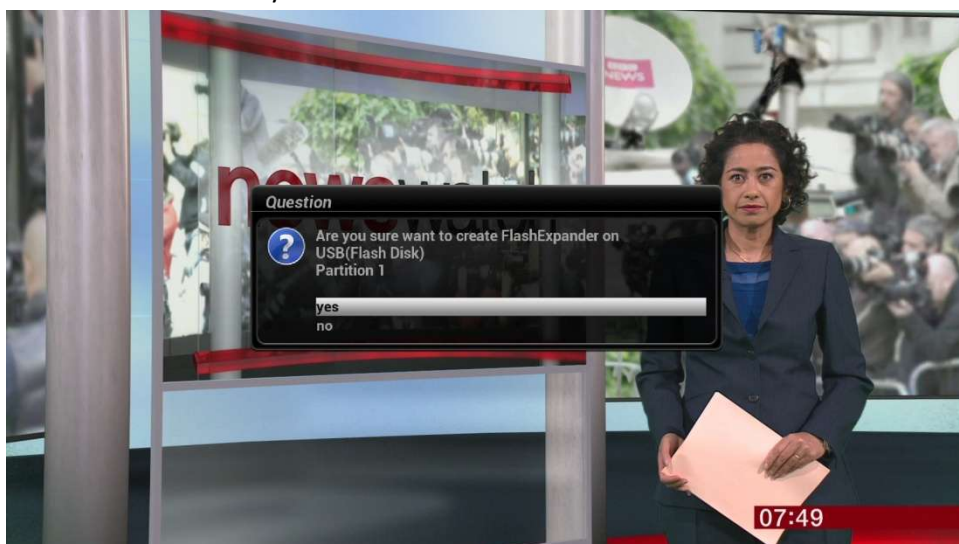 NEWS
newswatch
Question
Are you sure want to create FlashExpander on
USB(Flash Disk)
Partition 1
yes
no
07:49